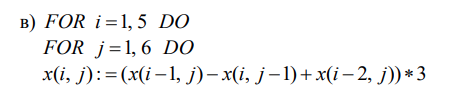 в) FOR i=1, 5 DO
FOR j=1, 6 DO
x(i, j):=(x(i−1, j)−x(i, j−1)+x(i−2, j))*3